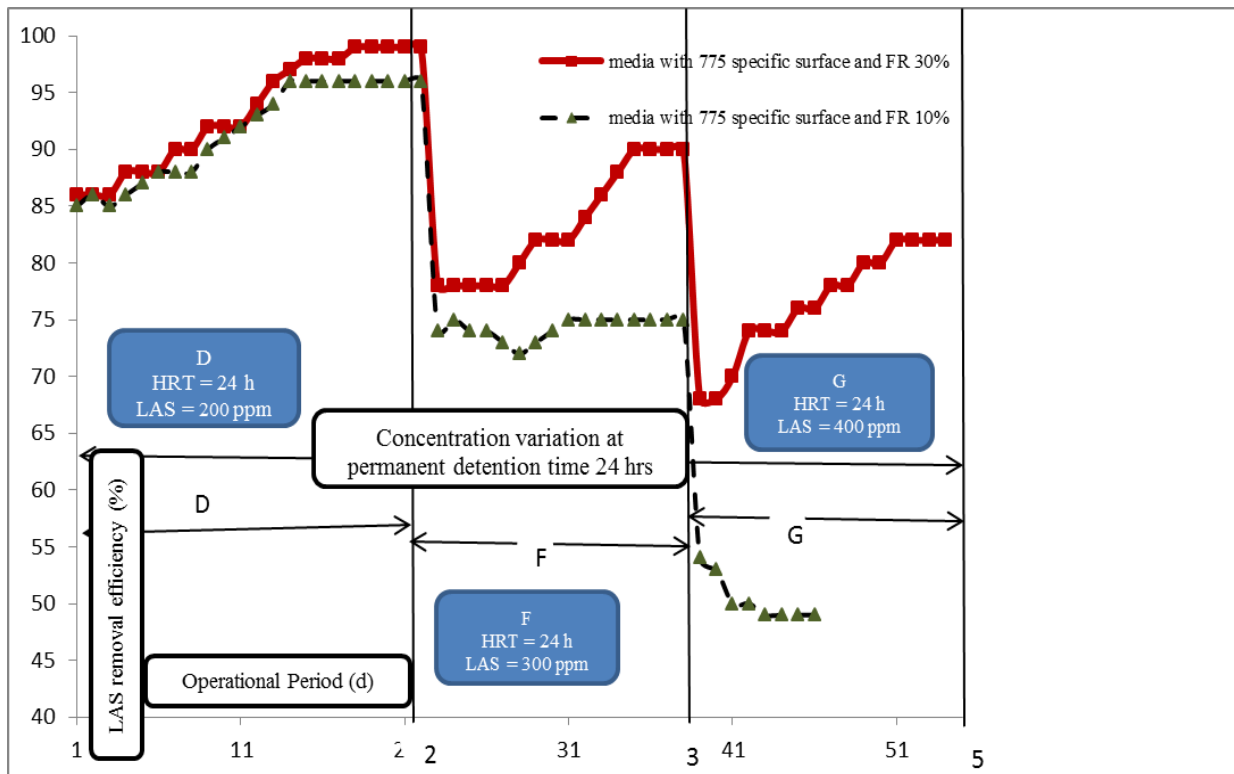 100
95
90
85
80
75
70
65
60
55
50
45
40
media with 775 specific surface and FR 30%
media with 775 specific surface and FR 10%
D
HRT = 24 h
LAS = 200 ppm
G
HRT = 24 h
LAS = 400 ppm
Concentration variation at
permanent detention time 24 hrs
D
F
G
F
HRT = 24 h
LAS = 300 ppm
LAS removal efficiency (%)
Operational Period (d)
1
11
2
2
31
3
41
51
5